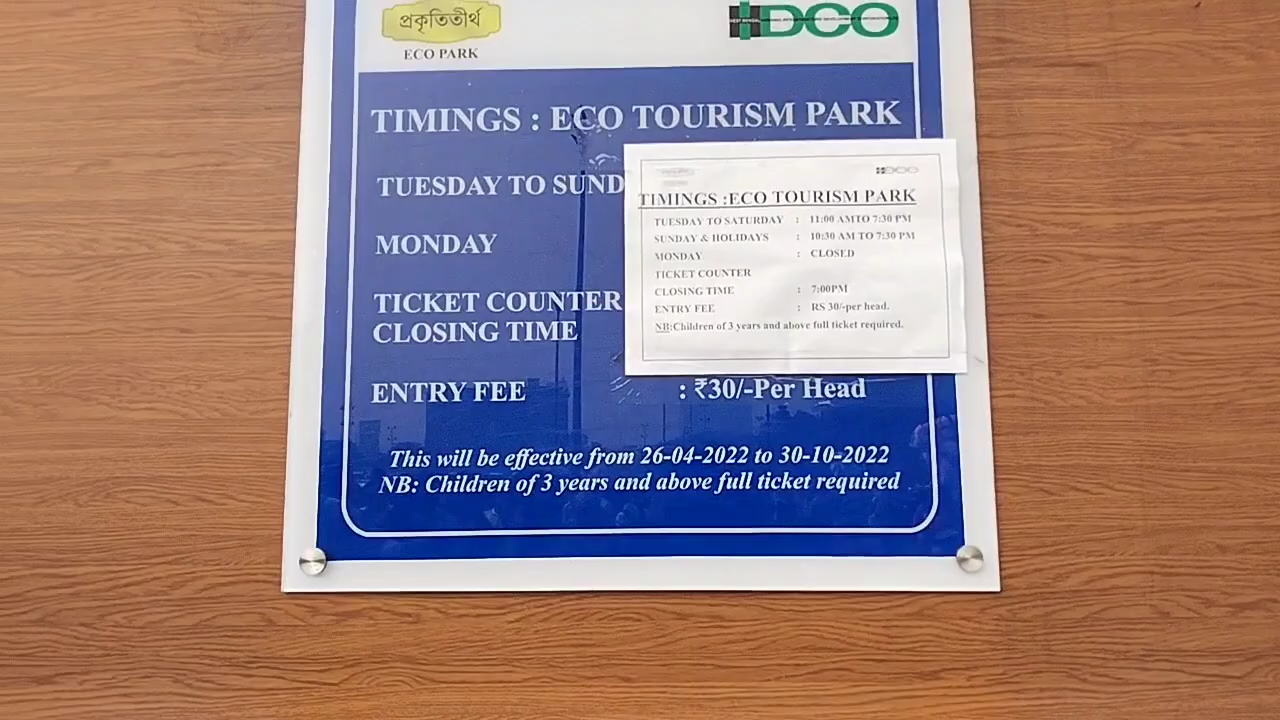 প্রকৃতিতীর্থ
ECO PARK
HIDCO
TIMINGS : ECO TOURISM PARK
TUESDAY TO SUND
MONDAY
TICKET COUNTER
CLOSING TIME
ENTRY FEE : ₹30/-Per Head
This will be effective from 26-04-2022 to 30-10-2022
NB: Children of 3 years and above full ticket required
HIDCO
TIMINGS :ECO TOURISM PARK
TUESDAY TO SATURDAY : 11:00 AMTO 7:30 PM
SUNDAY & HOLIDAYS : 10:30 AM TO 7:30 PM
MONDAY : CLOSED
TICKET COUNTER
CLOSING TIME : 7:00PM
ENTRY FEE : RS 30/-per head.
NB:Children of 3 years and above full ticket required.